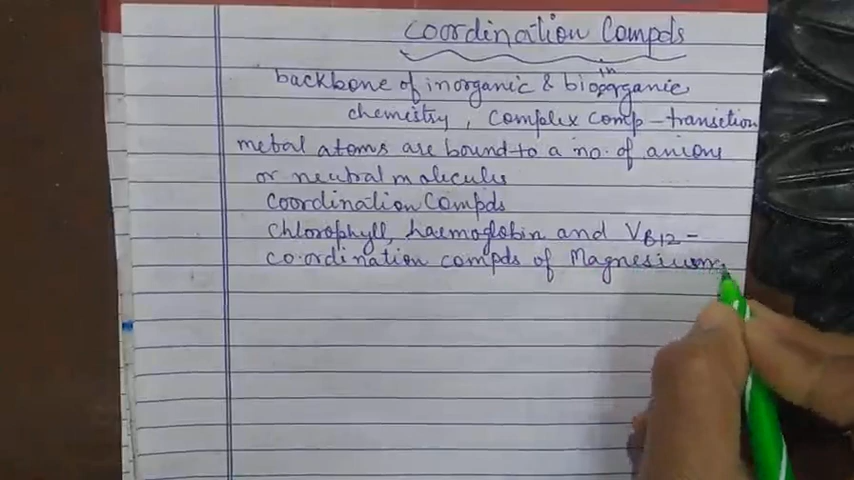 Coordination Compds
backbone of inorganic & bioinorganic
chemistry, complex comp - transition
metal atoms are bound to a no. of anions
or neutral molecules
Coordination Compds
Chlorophyll, haemoglobin and VB12 -
co.ordination compds of Magnesium,